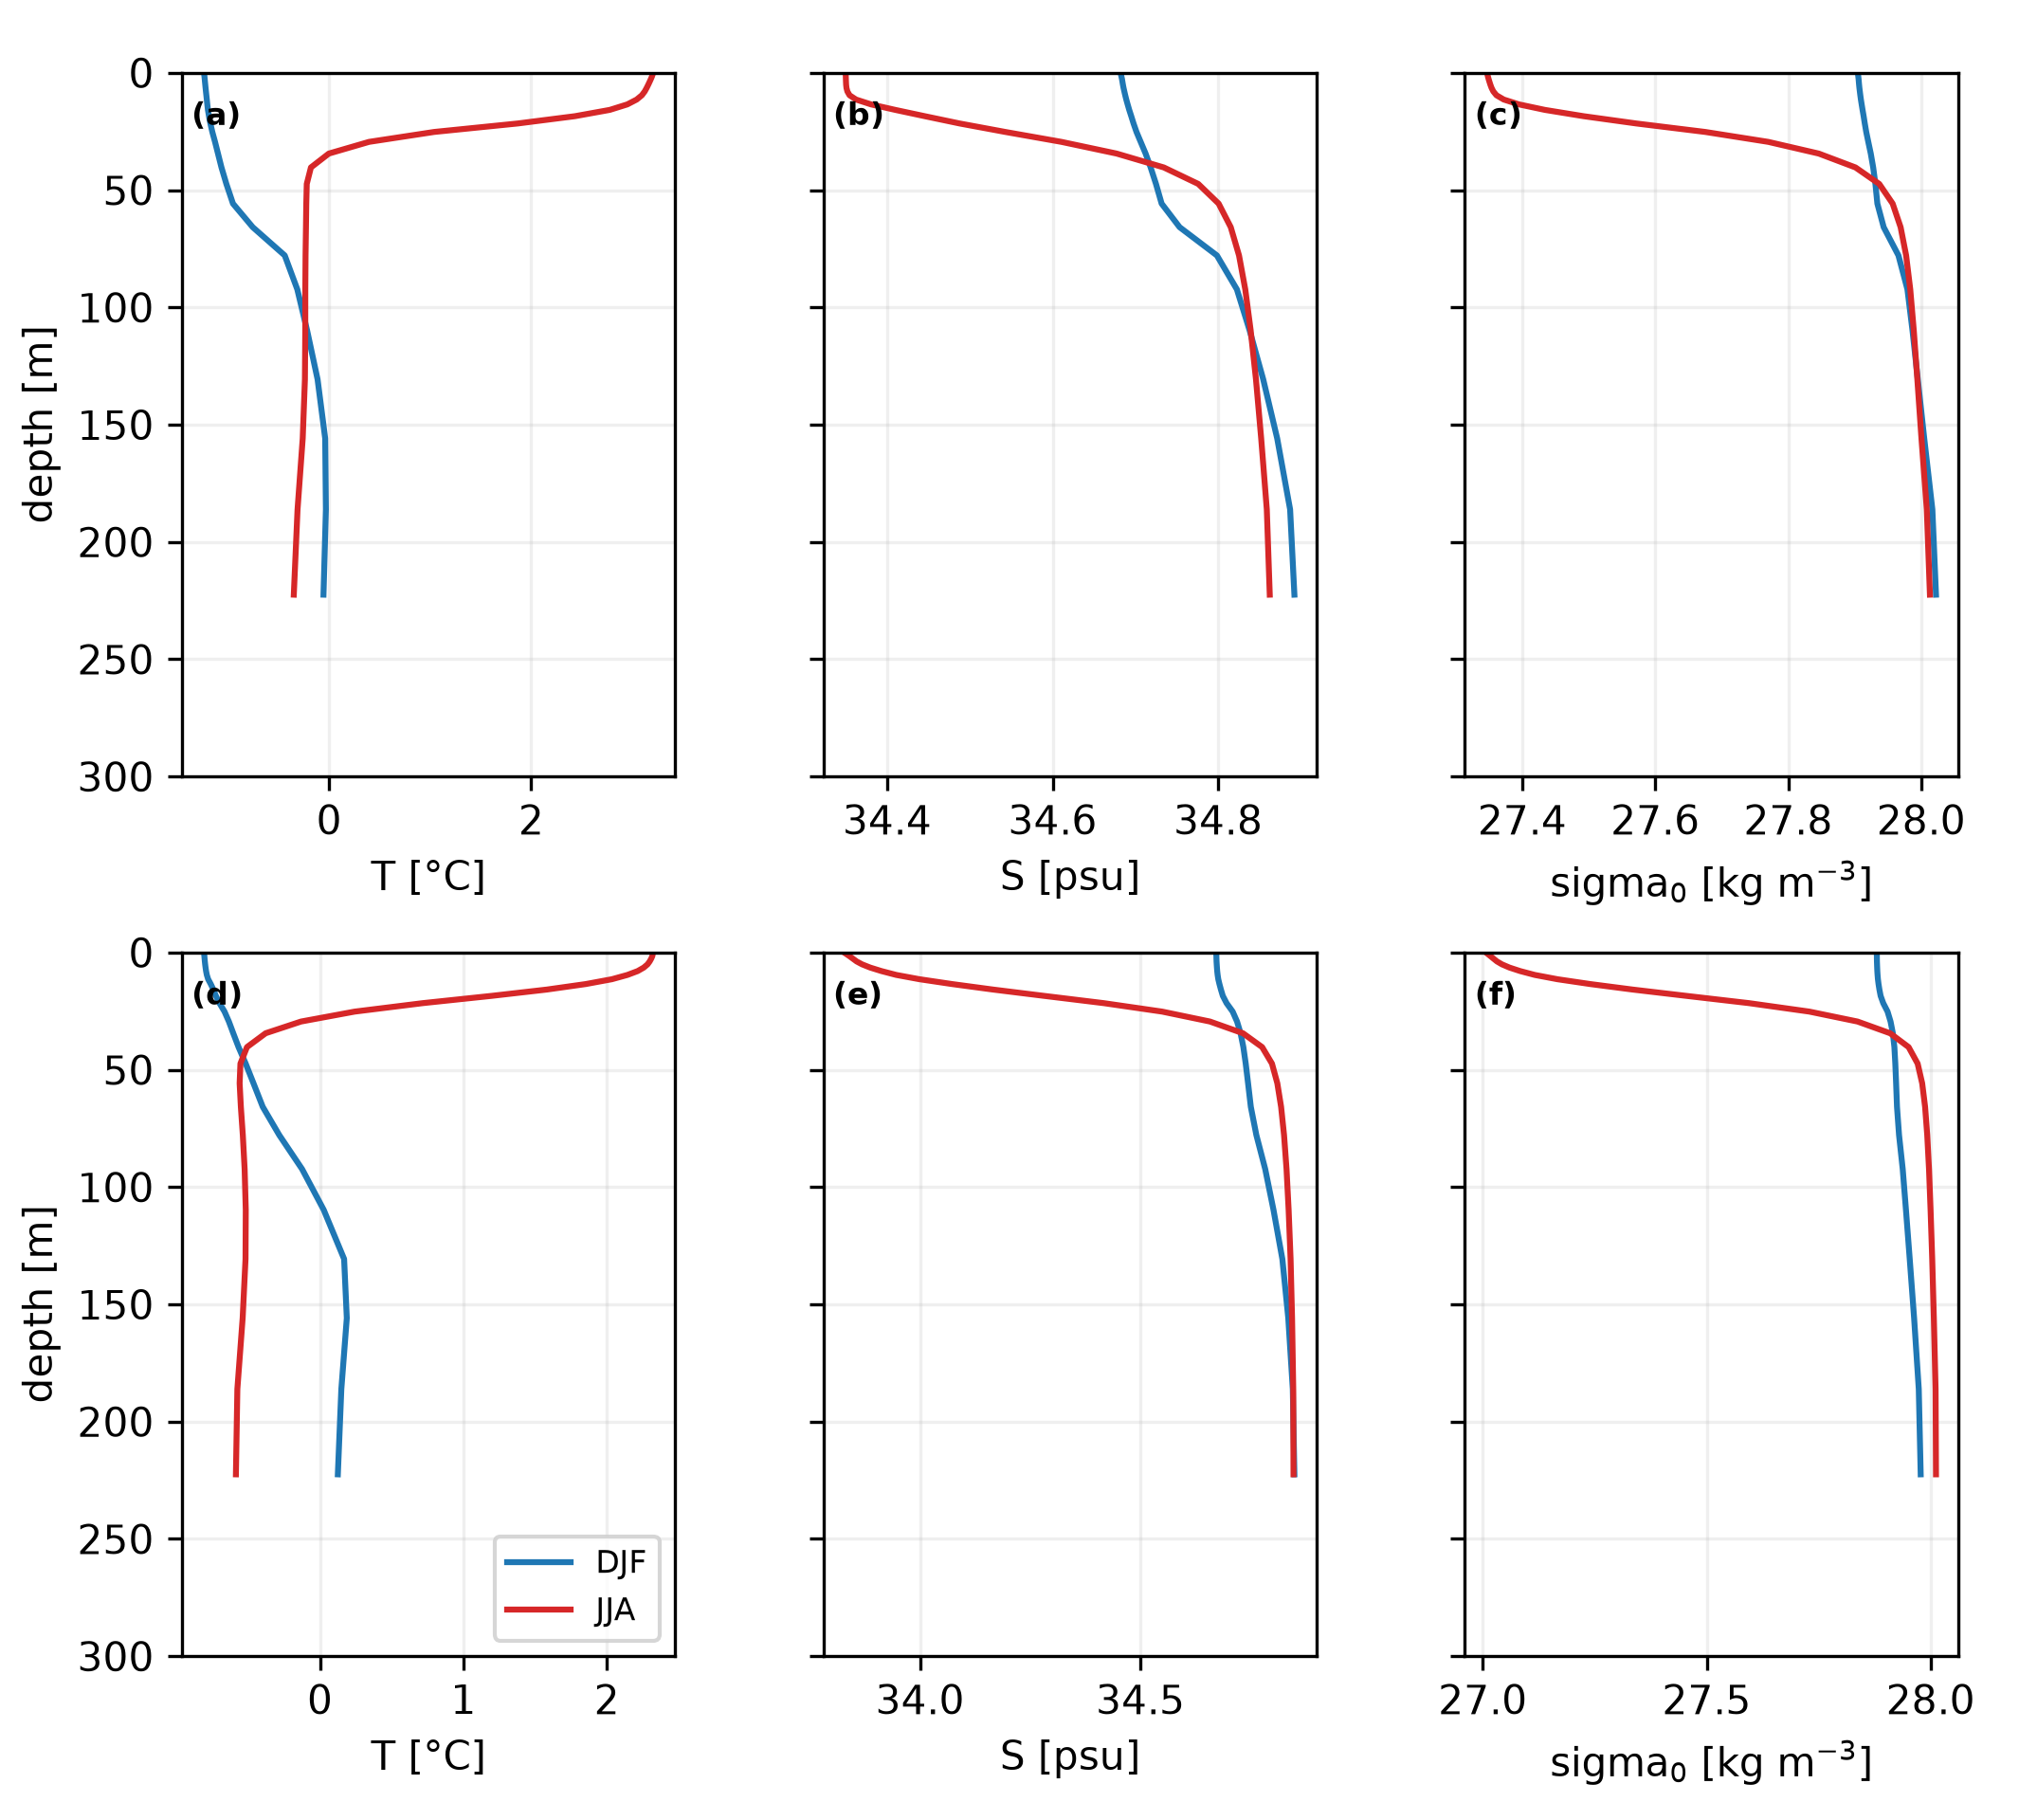 (a)
(b)
(c)
0
50
100
150
200
250
300
depth [m]
0 2
T [°C]
34.4 34.6 34.8
S [psu]
27.4 27.6 27.8 28.0
sigma₀ [kg m⁻³]
(d)
(e)
(f)
0
50
100
150
200
250
300
depth [m]
DJF
JJA
0 1 2
T [°C]
34.0 34.5
S [psu]
27.0 27.5 28.0
sigma₀ [kg m⁻³]